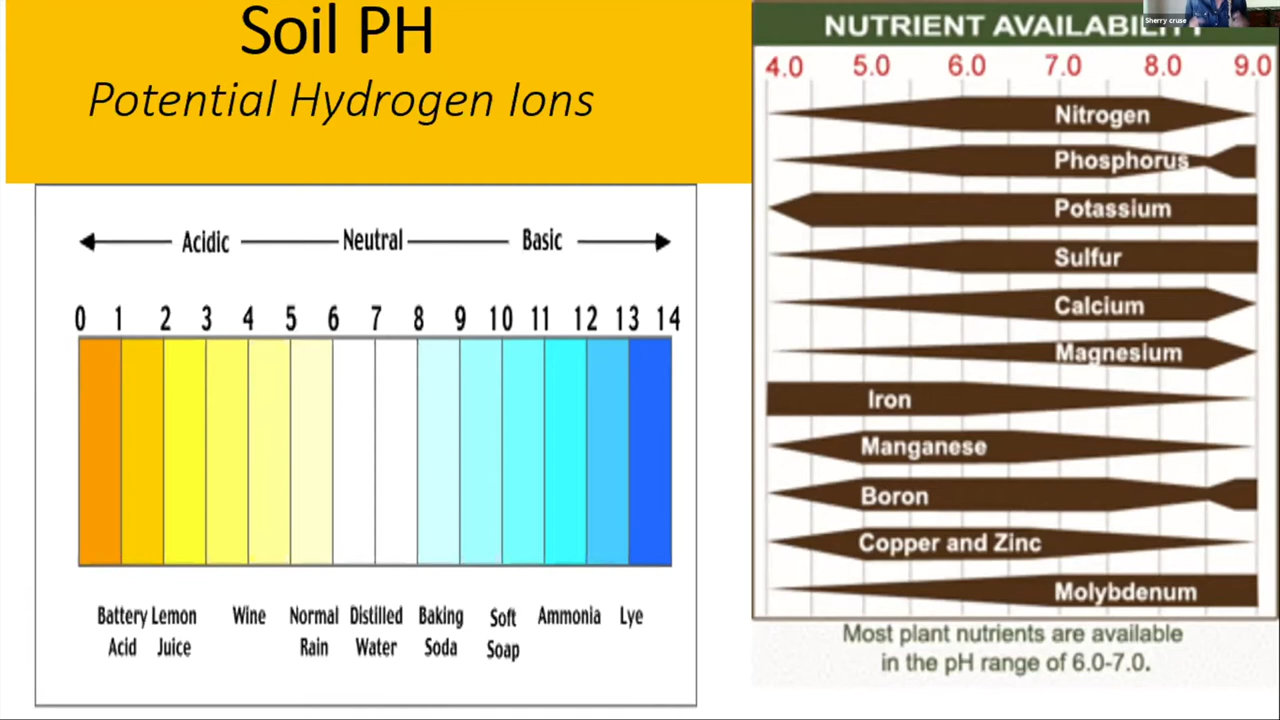 Soil PH
Potential Hydrogen Ions
Acidic Neutral Basic
0 1 2 3 4 5 6 7 8 9 10 11 12 13 14
Battery Acid
Lemon Juice
Wine
Normal Rain
Distilled Water
Baking Soda
Soft Soap
Ammonia
Lye
Sherry cruse
NUTRIENT AVAILABILITY
4.0 5.0 6.0 7.0 8.0 9.0
Nitrogen
Phosphorus
Potassium
Sulfur
Calcium
Magnesium
Iron
Manganese
Boron
Copper and Zinc
Molybdenum
Most plant nutrients are available
in the pH range of 6.0-7.0.